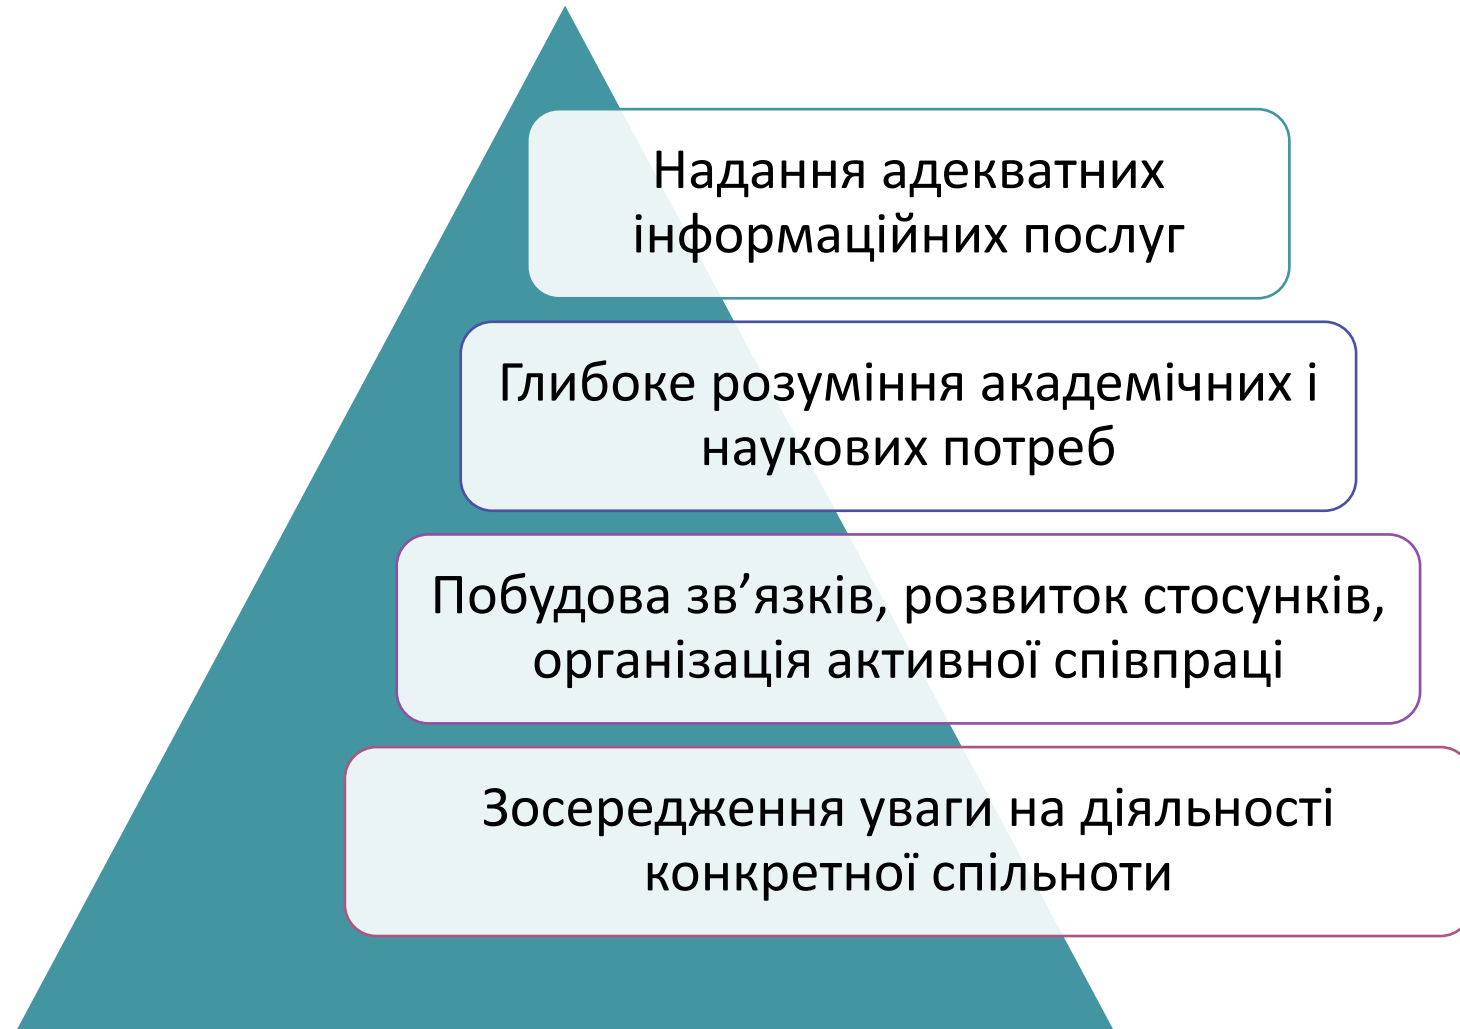 Надання адекватних
інформаційних послуг
Глибоке розуміння академічних і
наукових потреб
Побудова зв’язків, розвиток стосунків,
організація активної співпраці
Зосередження уваги на діяльності
конкретної спільноти